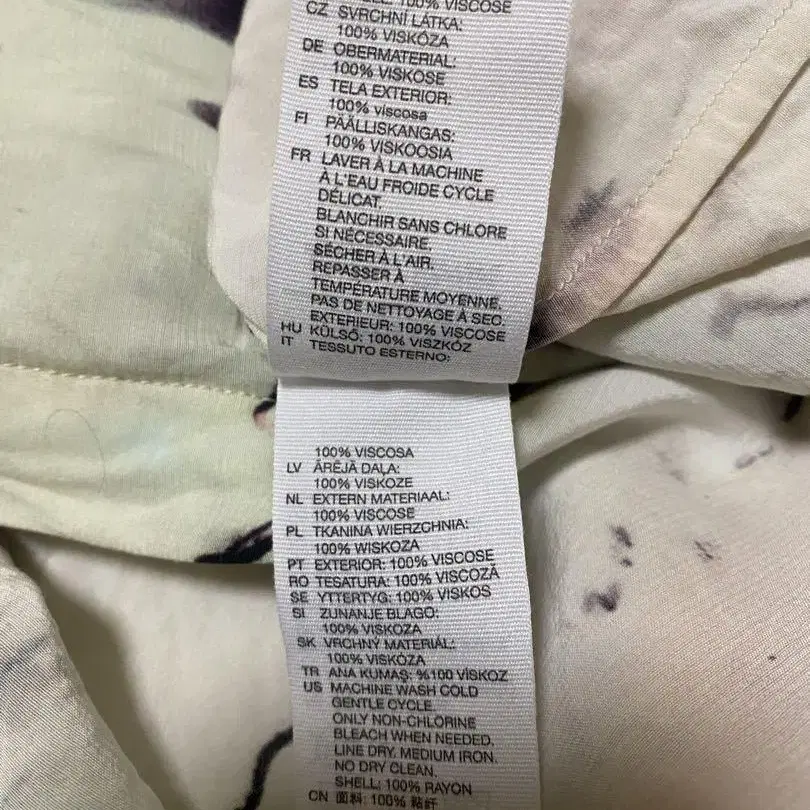 SHELL: 100% VISCOSE
CZ SVRCHNÍ LÁTKA:
100% VISKÓZA
DE OBERMATERIAL:
100% VISKOSE
ES TELA EXTERIOR:
100% viscosa
FI PÄÄLLISKANGAS:
100% VISKOOSIA
FR LAVER À LA MACHINE
À L'EAU FROIDE CYCLE
DÉLICAT.
BLANCHIR SANS CHLORE
SI NÉCESSAIRE.
SÉCHER À L'AIR.
REPASSER À
TEMPÉRATURE MOYENNE.
PAS DE NETTOYAGE À SEC.
EXTERIEUR: 100% VISCOSE
HU KÜLSŐ: 100% VISZKÓZ
IT TESSUTO ESTERNO:
100% VISCOSA
LV ĀRĒJĀ DAĻA:
100% VISKOZE
NL EXTERN MATERIAAL:
100% VISCOSE
PL TKANINA WIERZCHNIA:
100% WISKOZA
PT EXTERIOR: 100% VISCOSE
RO TESATURA: 100% VISCOZĂ
SE YTTERTYG: 100% VISKOS
SI ZUNANJE BLAGO:
100% VISKOZA
SK VRCHNÝ MATERIÁL:
100% VISKÓZA
TR ANA KUMAŞ: %100 VİSKOZ
US MACHINE WASH COLD
GENTLE CYCLE.
ONLY NON-CHLORINE
BLEACH WHEN NEEDED.
LINE DRY. MEDIUM IRON.
NO DRY CLEAN.
SHELL: 100% RAYON
CN 面料: 100% 粘纤